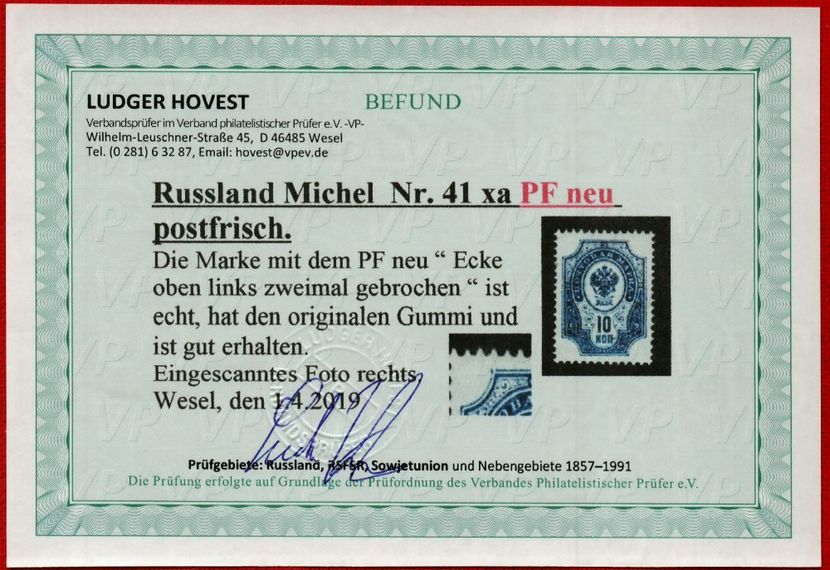 LUDGER HOVEST
BEFUND
Verbandsprüfer im Verband philatelistischer Prüfer e.V. -VP-
Wilhelm-Leuschner-Straße 45, D 46485 Wesel
Tel. (0 281) 6 32 87, Email: hovest@vpev.de
Russland Michel Nr. 41 xa PF neu
postfrisch.
Die Marke mit dem PF neu “ Ecke
oben links zweimal gebrochen “ ist
echt, hat den originalen Gummi und
ist gut erhalten.
Eingescanntes Foto rechts,
Wesel, den 1.4.2019
10
КОП
Prüfgebiete: Russland, RSFSR, Sowjetunion und Nebengebiete 1857–1991
Die Prüfung erfolgte auf Grundlage der Prüfordnung des Verbandes Philatelistischer Prüfer e.V.